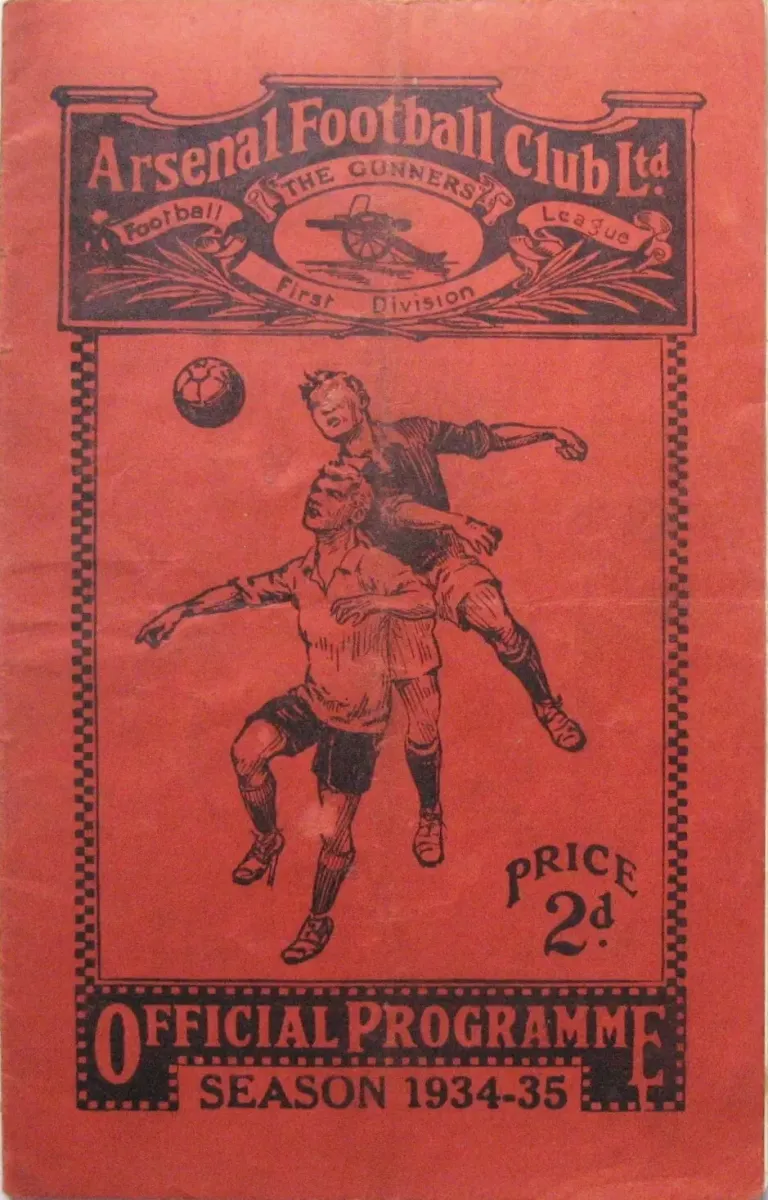 Arsenal Football Club Ltd.
THE GUNNERS
Football League
First Division
PRICE
2d.
OFFICIAL PROGRAMME
SEASON 1934-35